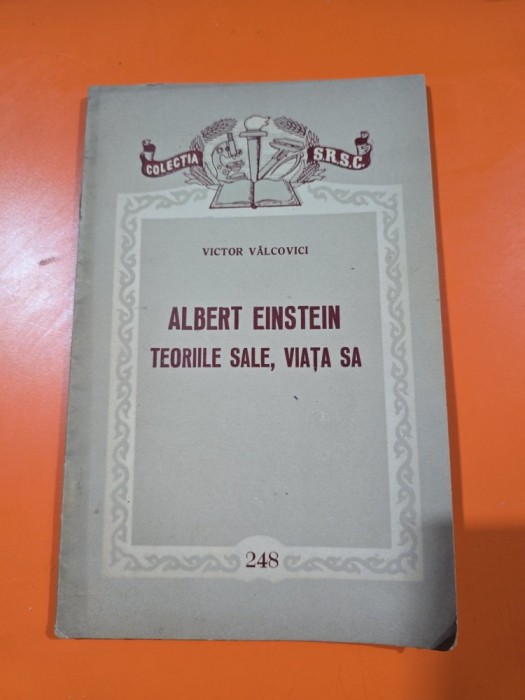 COLECTIA S.R.S.C.
VICTOR VÂLCOVICI
ALBERT EINSTEIN
TEORIILE SALE, VIAȚA SA
248